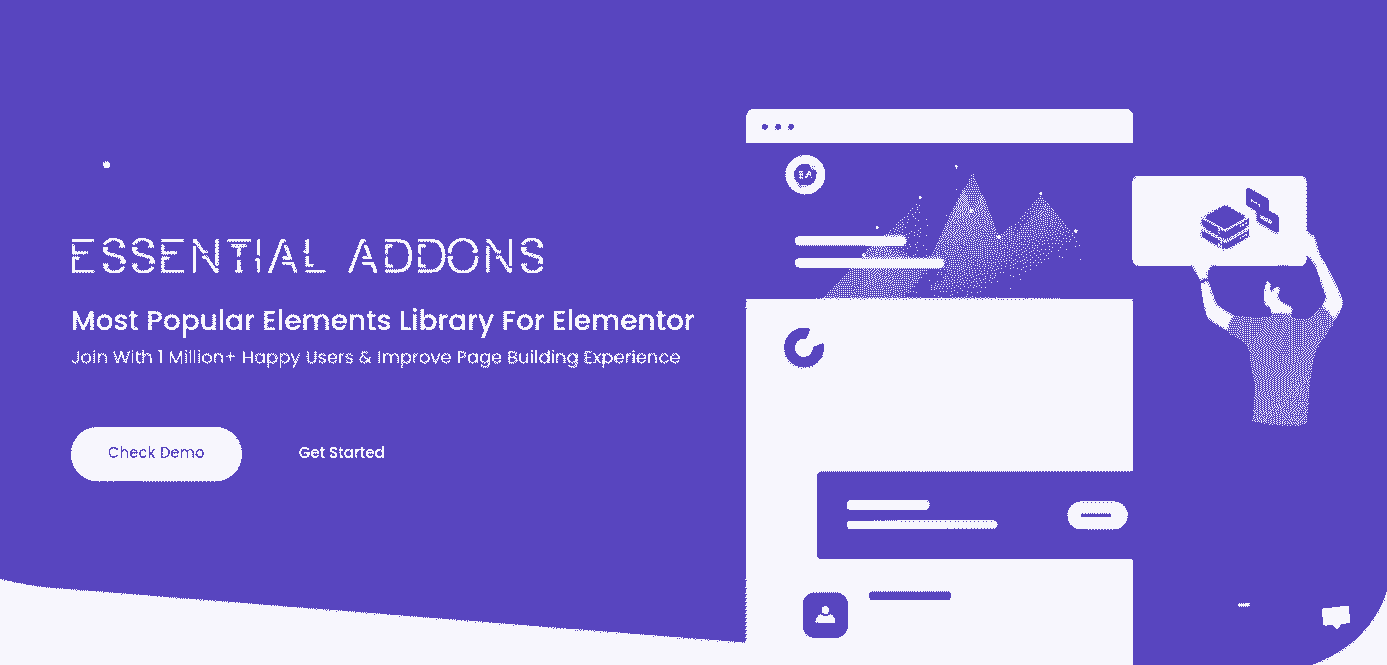 ESSENTIAL ADDONS
Most Popular Elements Library For Elementor
Join With 1 Million+ Happy Users & Improve Page Building Experience
Check Demo
Get Started
EA